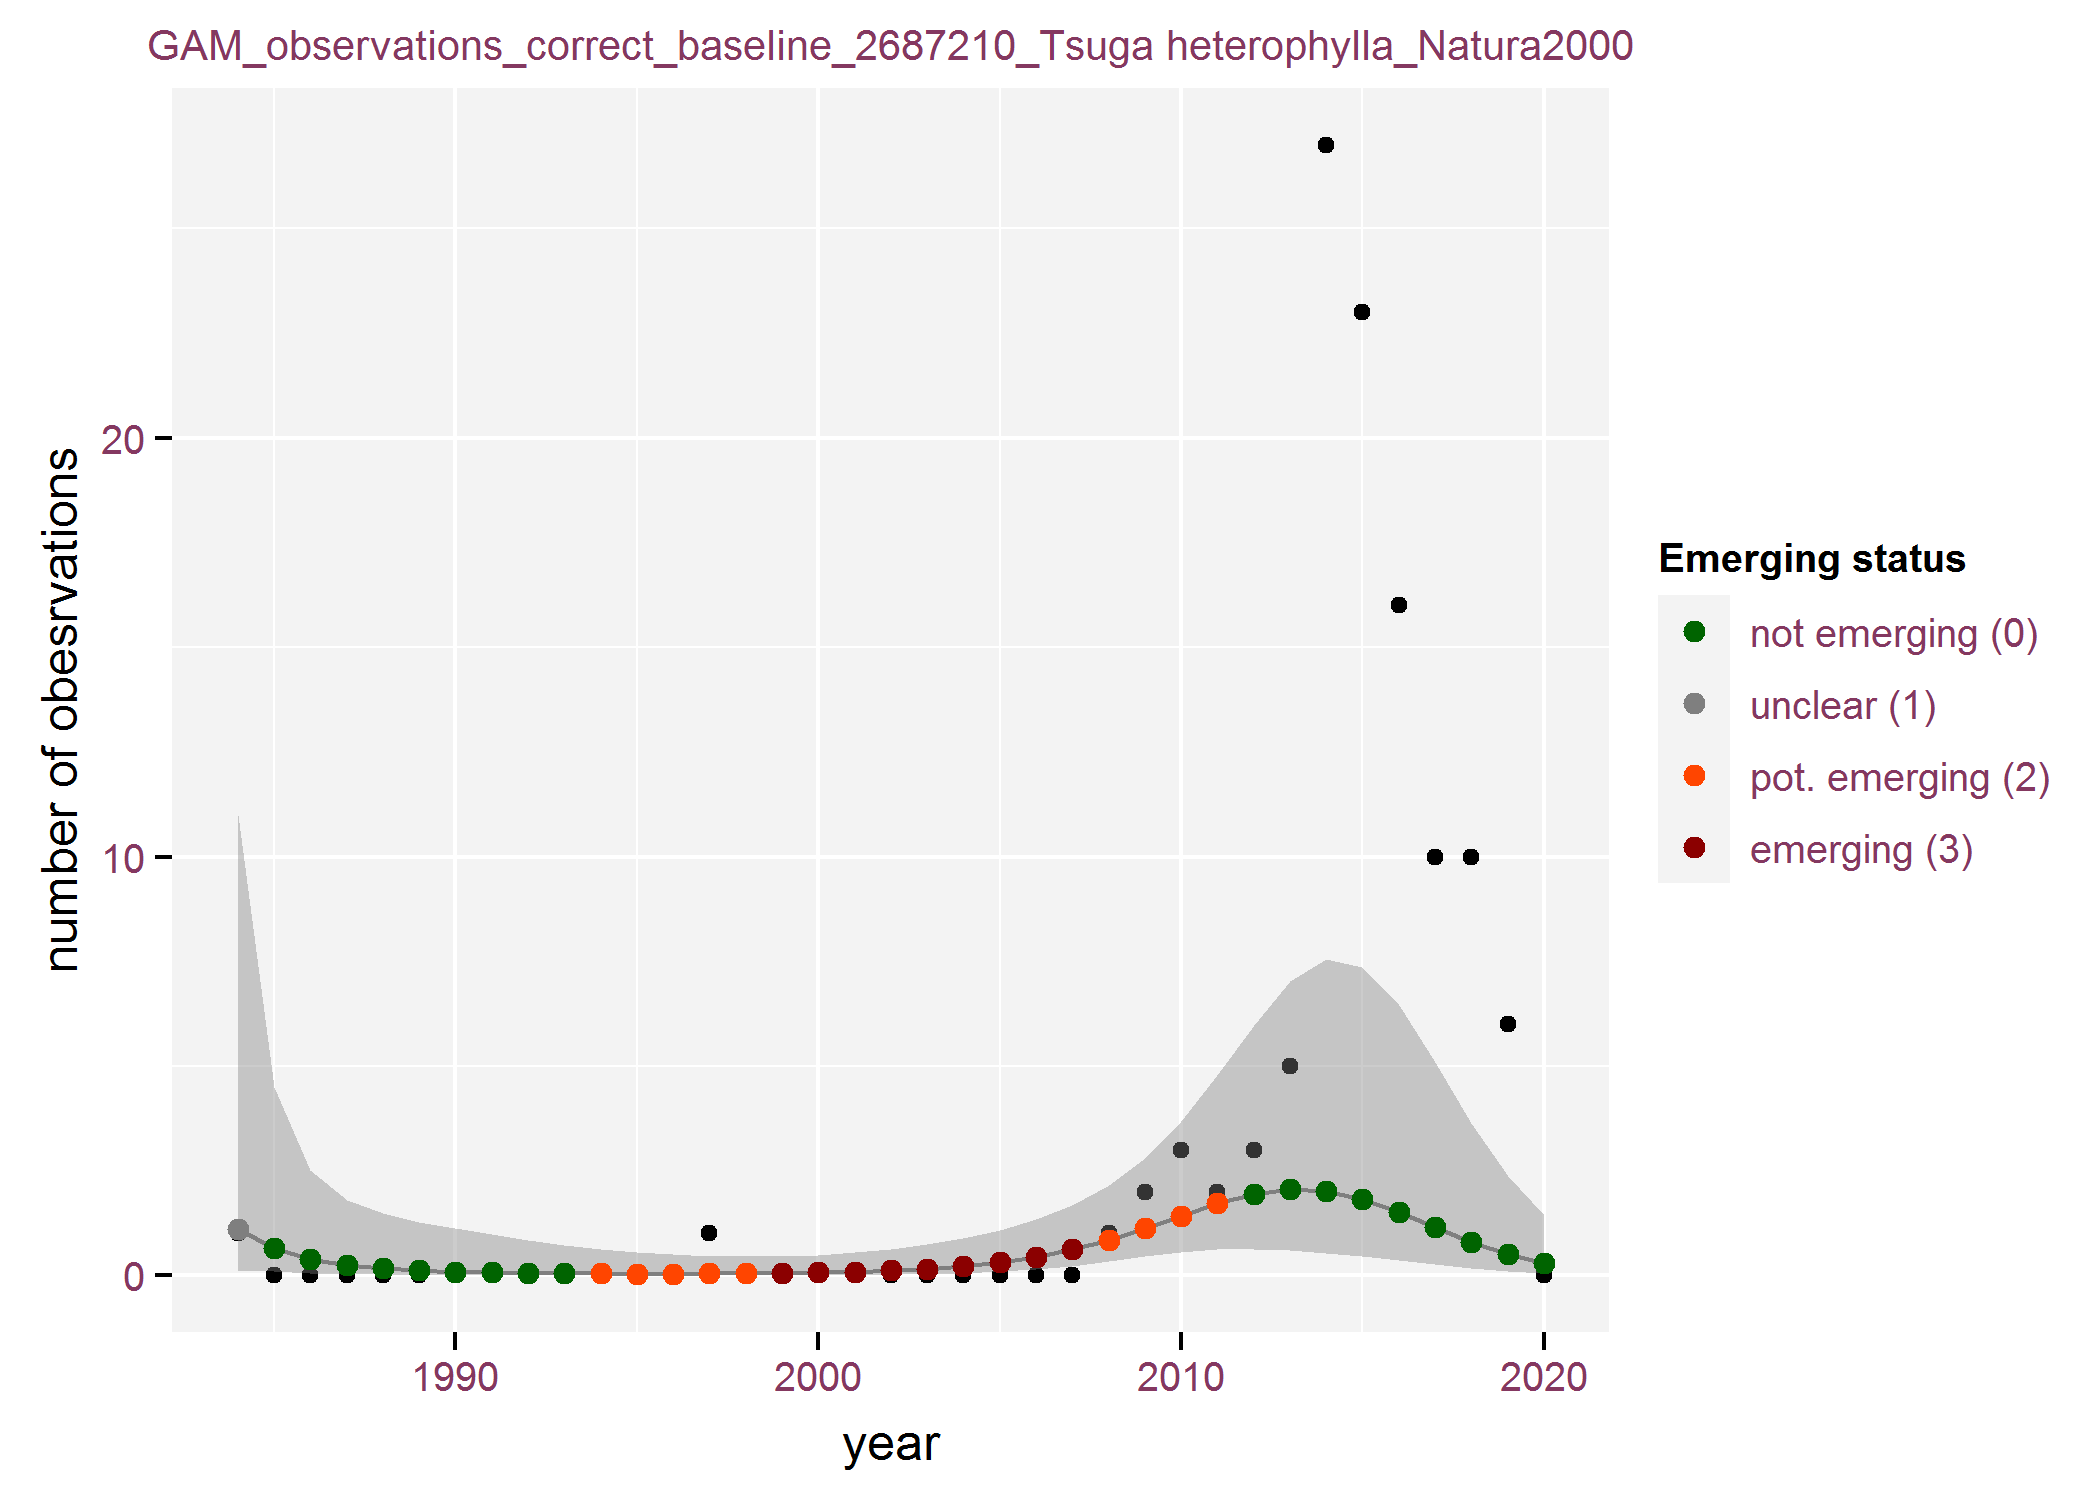 GAM_observations_correct_baseline_2687210_Tsuga heterophylla_Natura2000
number of obesrvations
20
10
0
1990
2000
2010
2020
year
Emerging status
not emerging (0)
unclear (1)
pot. emerging (2)
emerging (3)